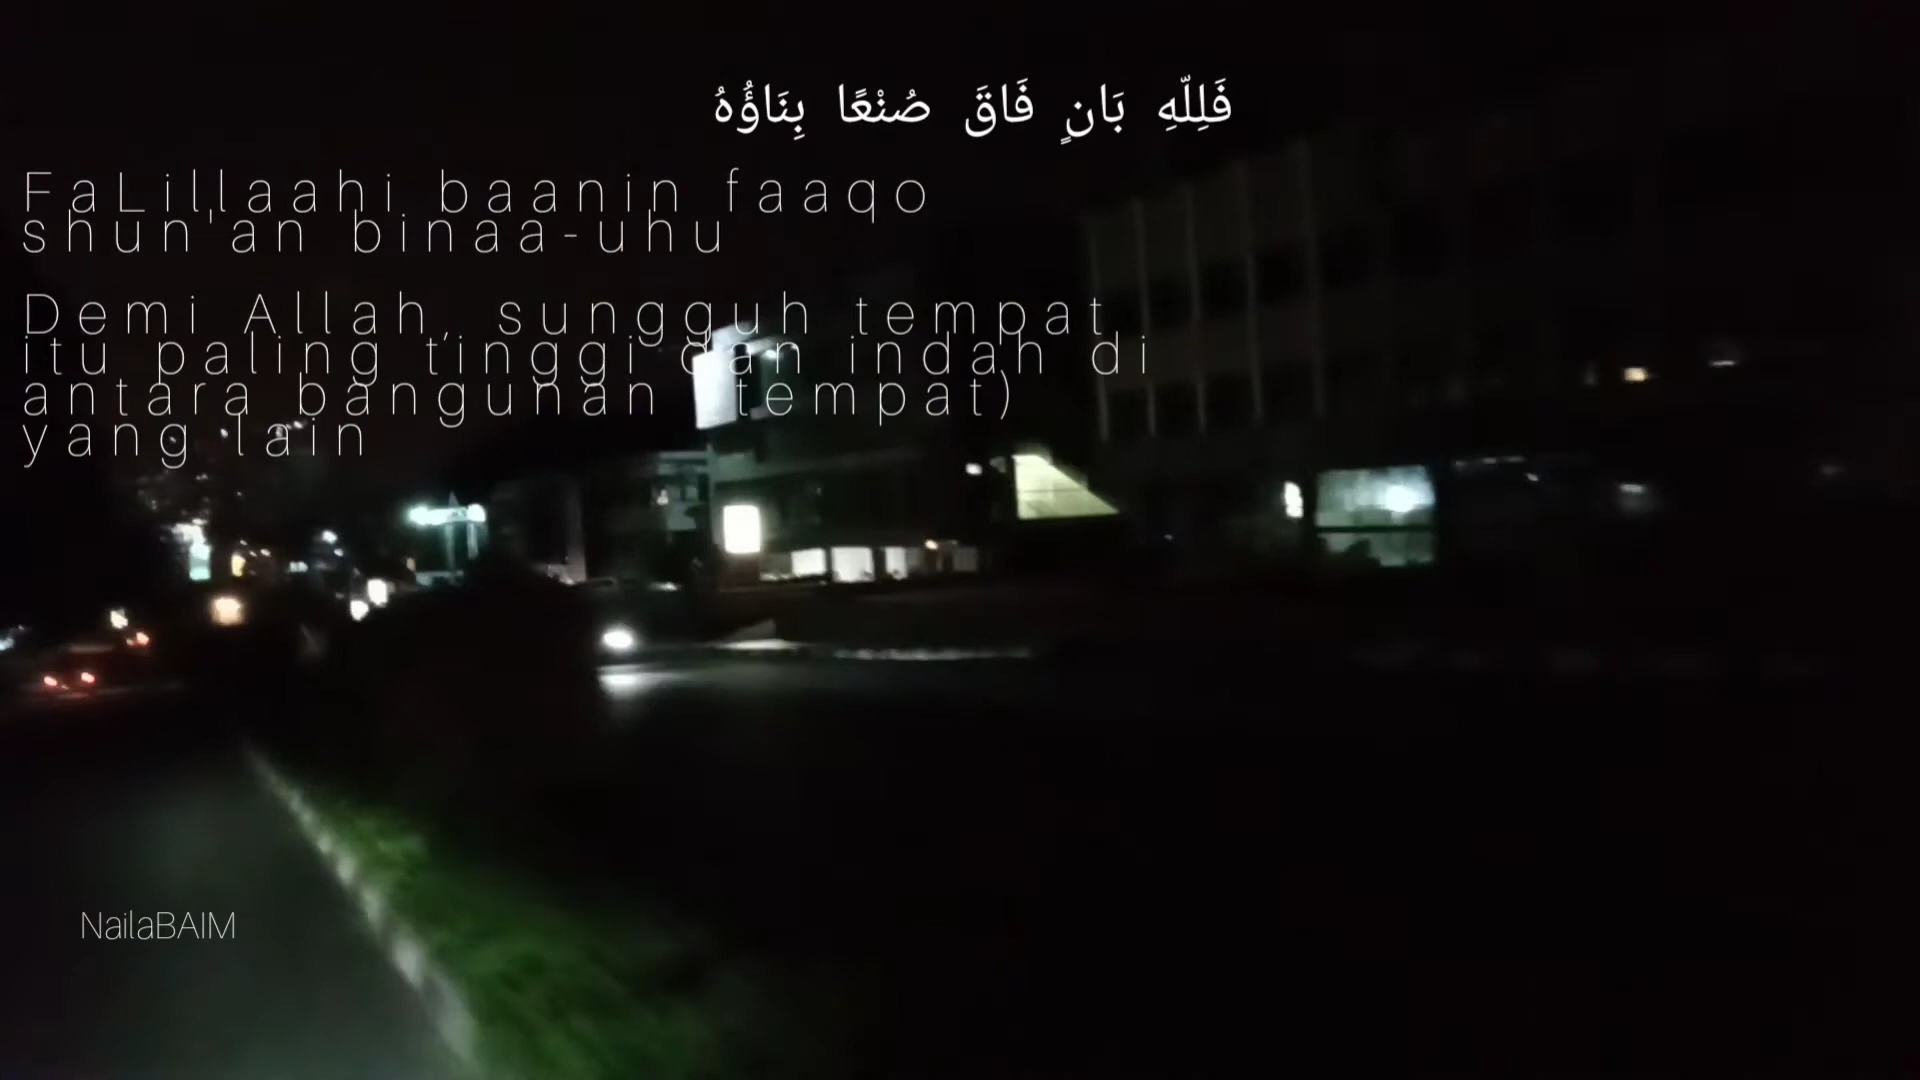 فَلِلّهِ بَانٍ فَاقَ صُنْعًا بِنَاؤُهُ
FaLillaahi baanin faaqo
shun'an binaa-uhu
Demi Allah, sungguh tempat
itu paling tinggi dan indah di
antara bangunan (tempat)
yang lain
NailaBAIM